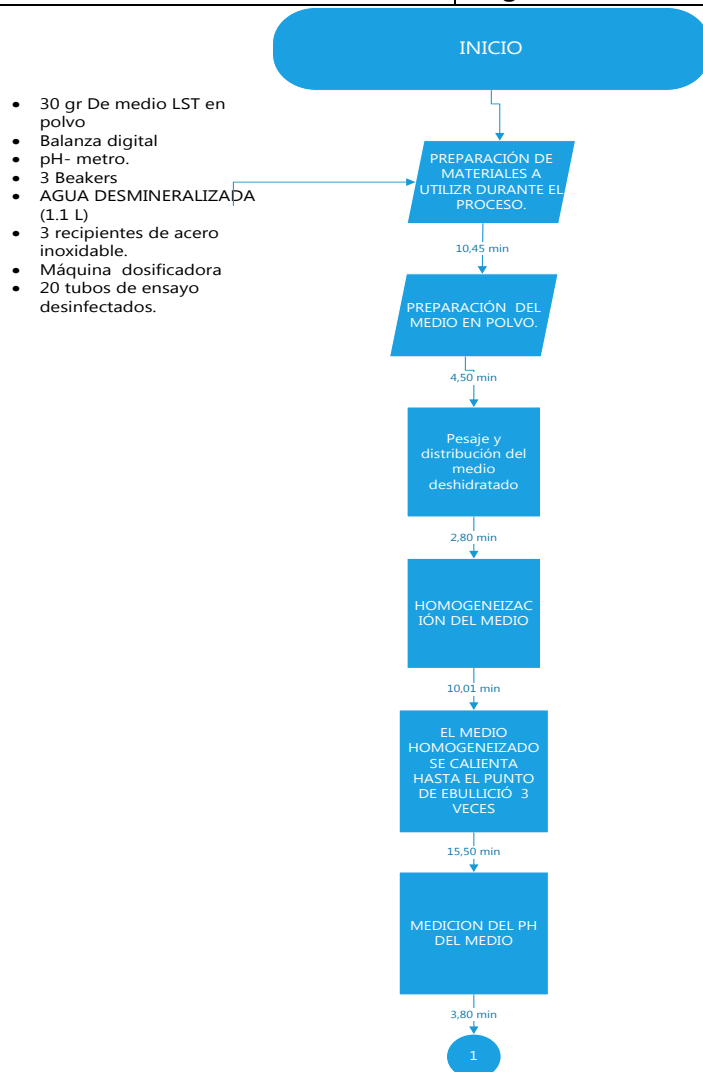 INICIO
• 30 gr De medio LST en
polvo
• Balanza digital
• pH- metro.
• 3 Beakers
• AGUA DESMINERALIZADA
(1.1 L)
• 3 recipientes de acero
inoxidable.
• Máquina dosificadora
• 20 tubos de ensayo
desinfectados.
PREPARACIÓN DE
MATERIALES A
UTILIZR DURANTE EL
PROCESO.
10,45 min
PREPARACIÓN DEL
MEDIO EN POLVO.
4,50 min
Pesaje y
distribución del
medio
deshidratado
2,80 min
HOMOGENEIZAC
IÓN DEL MEDIO
10,01 min
EL MEDIO
HOMOGENEIZADO
SE CALIENTA
HASTA EL PUNTO
DE EBULLICIÓ 3
VECES
15,50 min
MEDICION DEL PH
DEL MEDIO
3,80 min
1